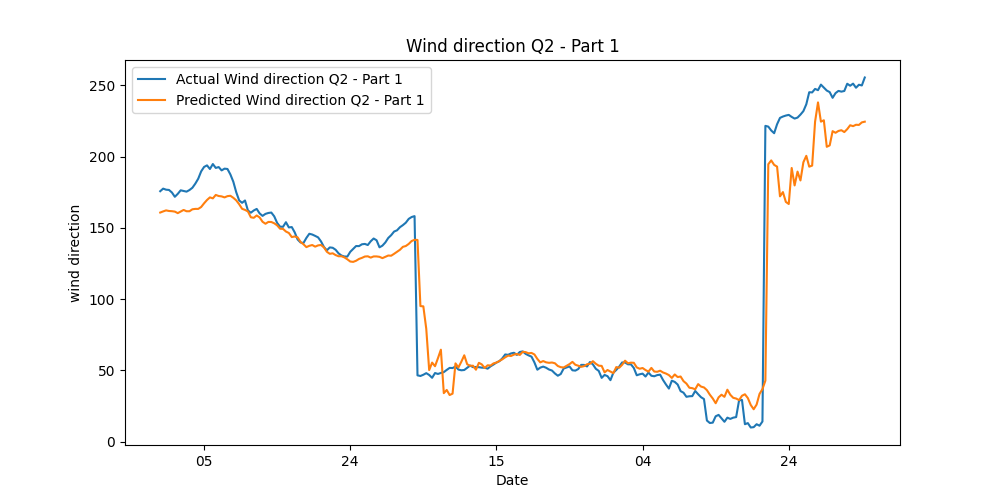 Wind direction Q2 - Part 1
Actual Wind direction Q2 - Part 1
Predicted Wind direction Q2 - Part 1
wind direction
250
200
150
100
50
0
05
24
15
04
24
Date